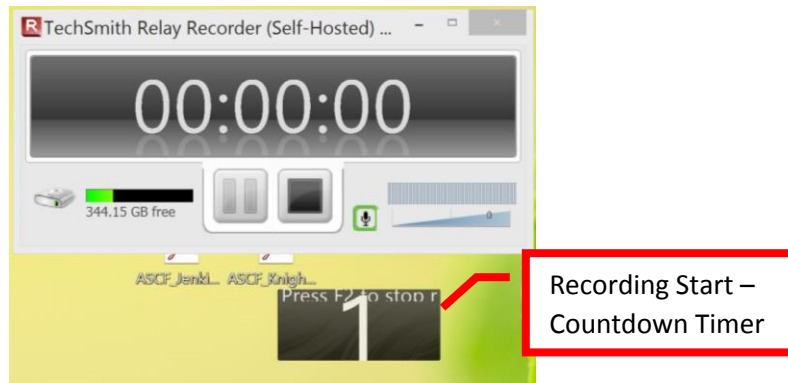 R TechSmith Relay Recorder (Self-Hosted) ...
00:00:00
344.15 GB free
ASCF_Jenki... ASCF_Knigh...
Press F2 to stop r
1
Recording Start –
Countdown Timer